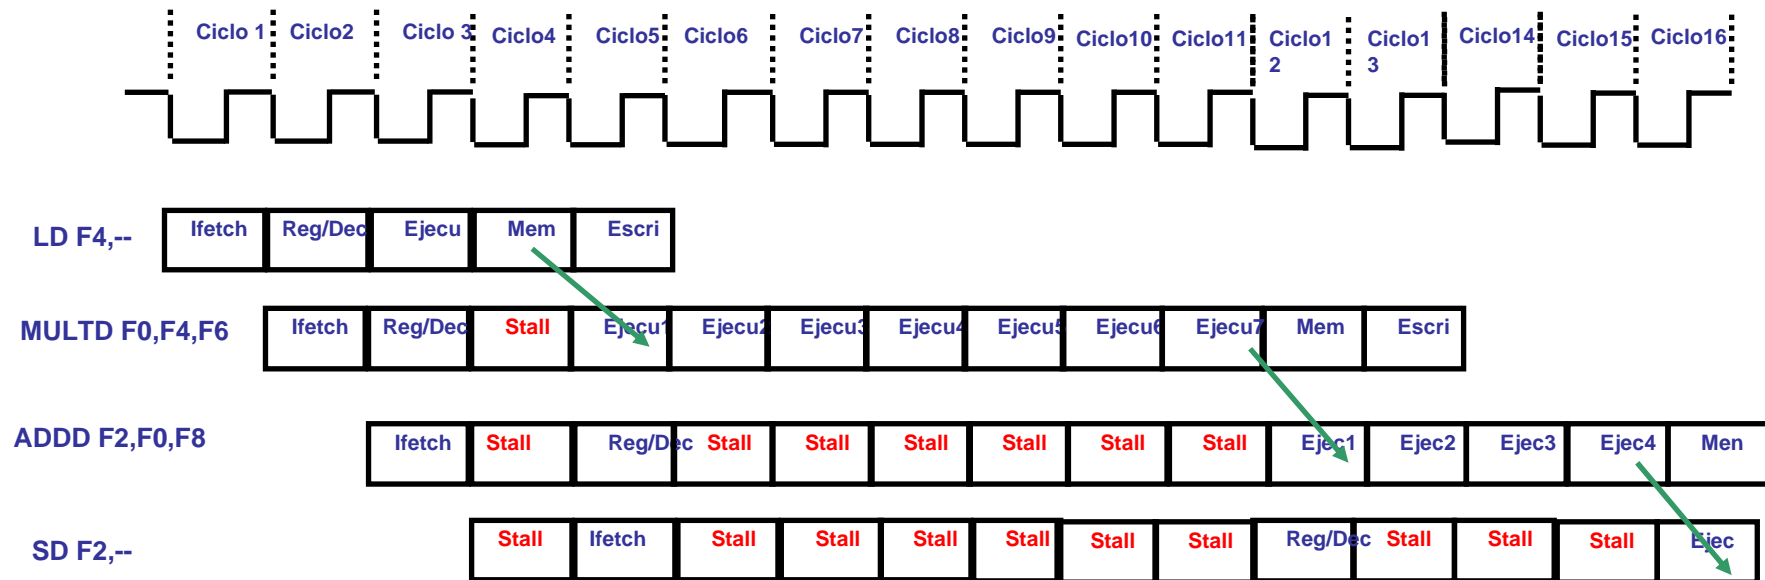 Ciclo 1 Ciclo2 Ciclo 3 Ciclo4 Ciclo5 Ciclo6 Ciclo7 Ciclo8 Ciclo9 Ciclo10 Ciclo11 Ciclo1 Ciclo1 Ciclo14 Ciclo15 Ciclo16
2 3
LD F4,-- Ifetch Reg/Dec Ejecu Mem Escri
MULTD F0,F4,F6 Ifetch Reg/Dec Stall Ejecu1 Ejecu2 Ejecu3 Ejecu4 Ejecu5 Ejecu6 Ejecu7 Mem Escri
ADDD F2,F0,F8 Ifetch Stall Reg/Dec Stall Stall Stall Stall Stall Stall Ejec1 Ejec2 Ejec3 Ejec4 Men
SD F2,-- Stall Ifetch Stall Stall Stall Stall Stall Stall Reg/Dec Stall Stall Stall Ejec